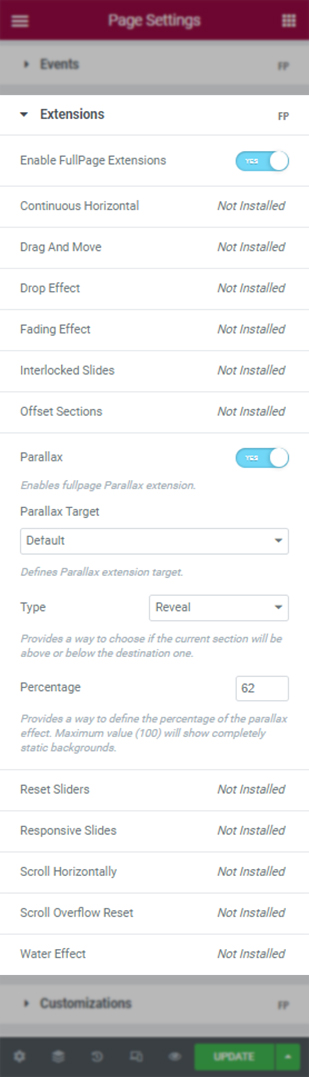 Page Settings
Events FP
Extensions FP
Enable FullPage Extensions YES
Continuous Horizontal Not Installed
Drag And Move Not Installed
Drop Effect Not Installed
Fading Effect Not Installed
Interlocked Slides Not Installed
Offset Sections Not Installed
Parallax YES
Enables fullpage Parallax extension.
Parallax Target
Default
Defines Parallax extension target.
Type Reveal
Provides a way to choose if the current section will be
above or below the destination one.
Percentage 62
Provides a way to define the percentage of the parallax
effect. Maximum value (100) will show completely
static backgrounds.
Reset Sliders Not Installed
Responsive Slides Not Installed
Scroll Horizontally Not Installed
Scroll Overflow Reset Not Installed
Water Effect Not Installed
Customizations FP
UPDATE